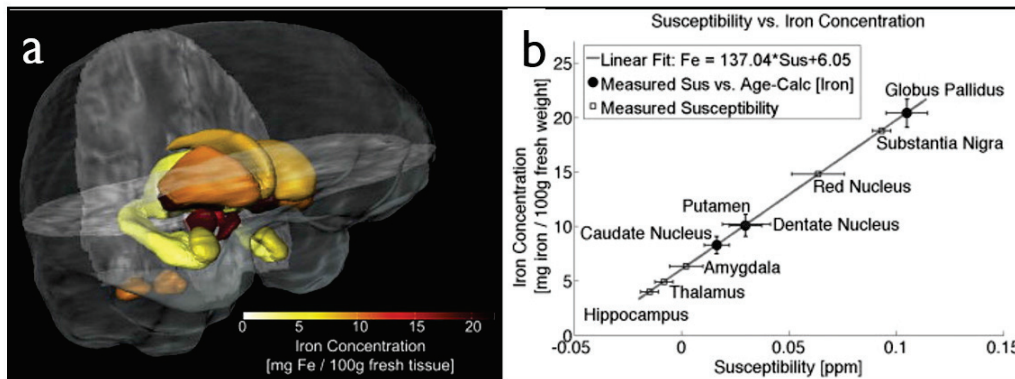 a
0 5 10 15 20
Iron Concentration
[mg Fe / 100g fresh tissue]
b
Susceptibility vs. Iron Concentration
Linear Fit: Fe = 137.04*Sus+6.05
Measured Sus vs. Age-Calc [Iron]
Measured Susceptibility
Globus Pallidus
Substantia Nigra
Red Nucleus
Putamen
Dentate Nucleus
Caudate Nucleus
Amygdala
Thalamus
Hippocampus
Iron Concentration
[mg iron / 100g fresh weight]
25
20
15
10
5
0
-0.05 0 0.05 0.1 0.15
Susceptibility [ppm]